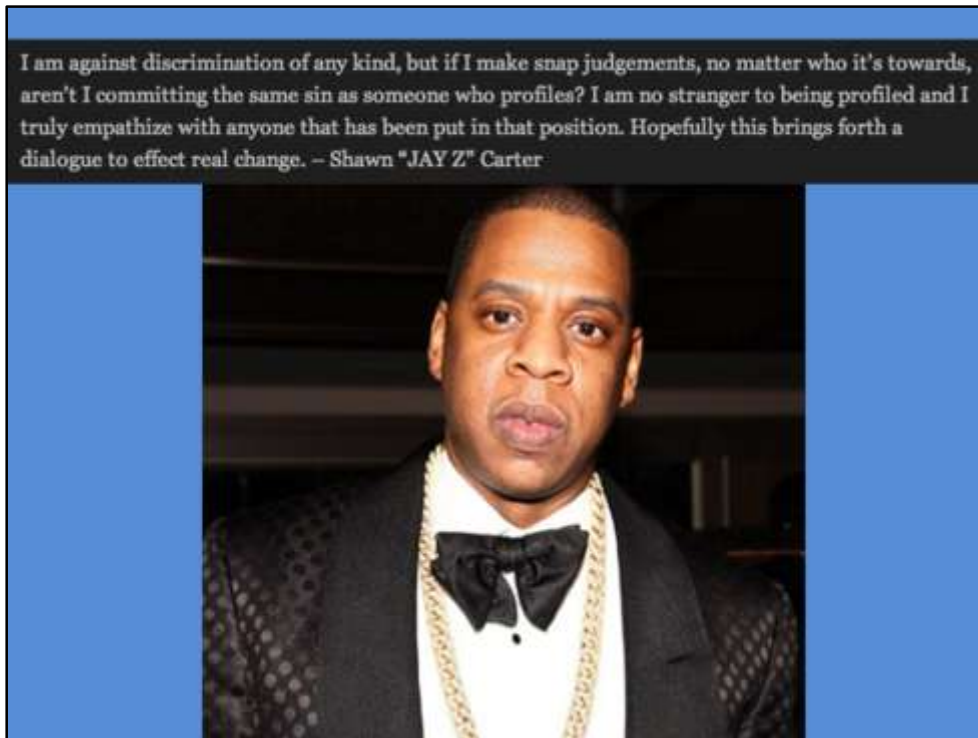 I am against discrimination of any kind, but if I make snap judgements, no matter who it’s towards,
aren’t I committing the same sin as someone who profiles? I am no stranger to being profiled and I
truly empathize with anyone that has been put in that position. Hopefully this brings forth a
dialogue to effect real change. – Shawn “JAY Z” Carter